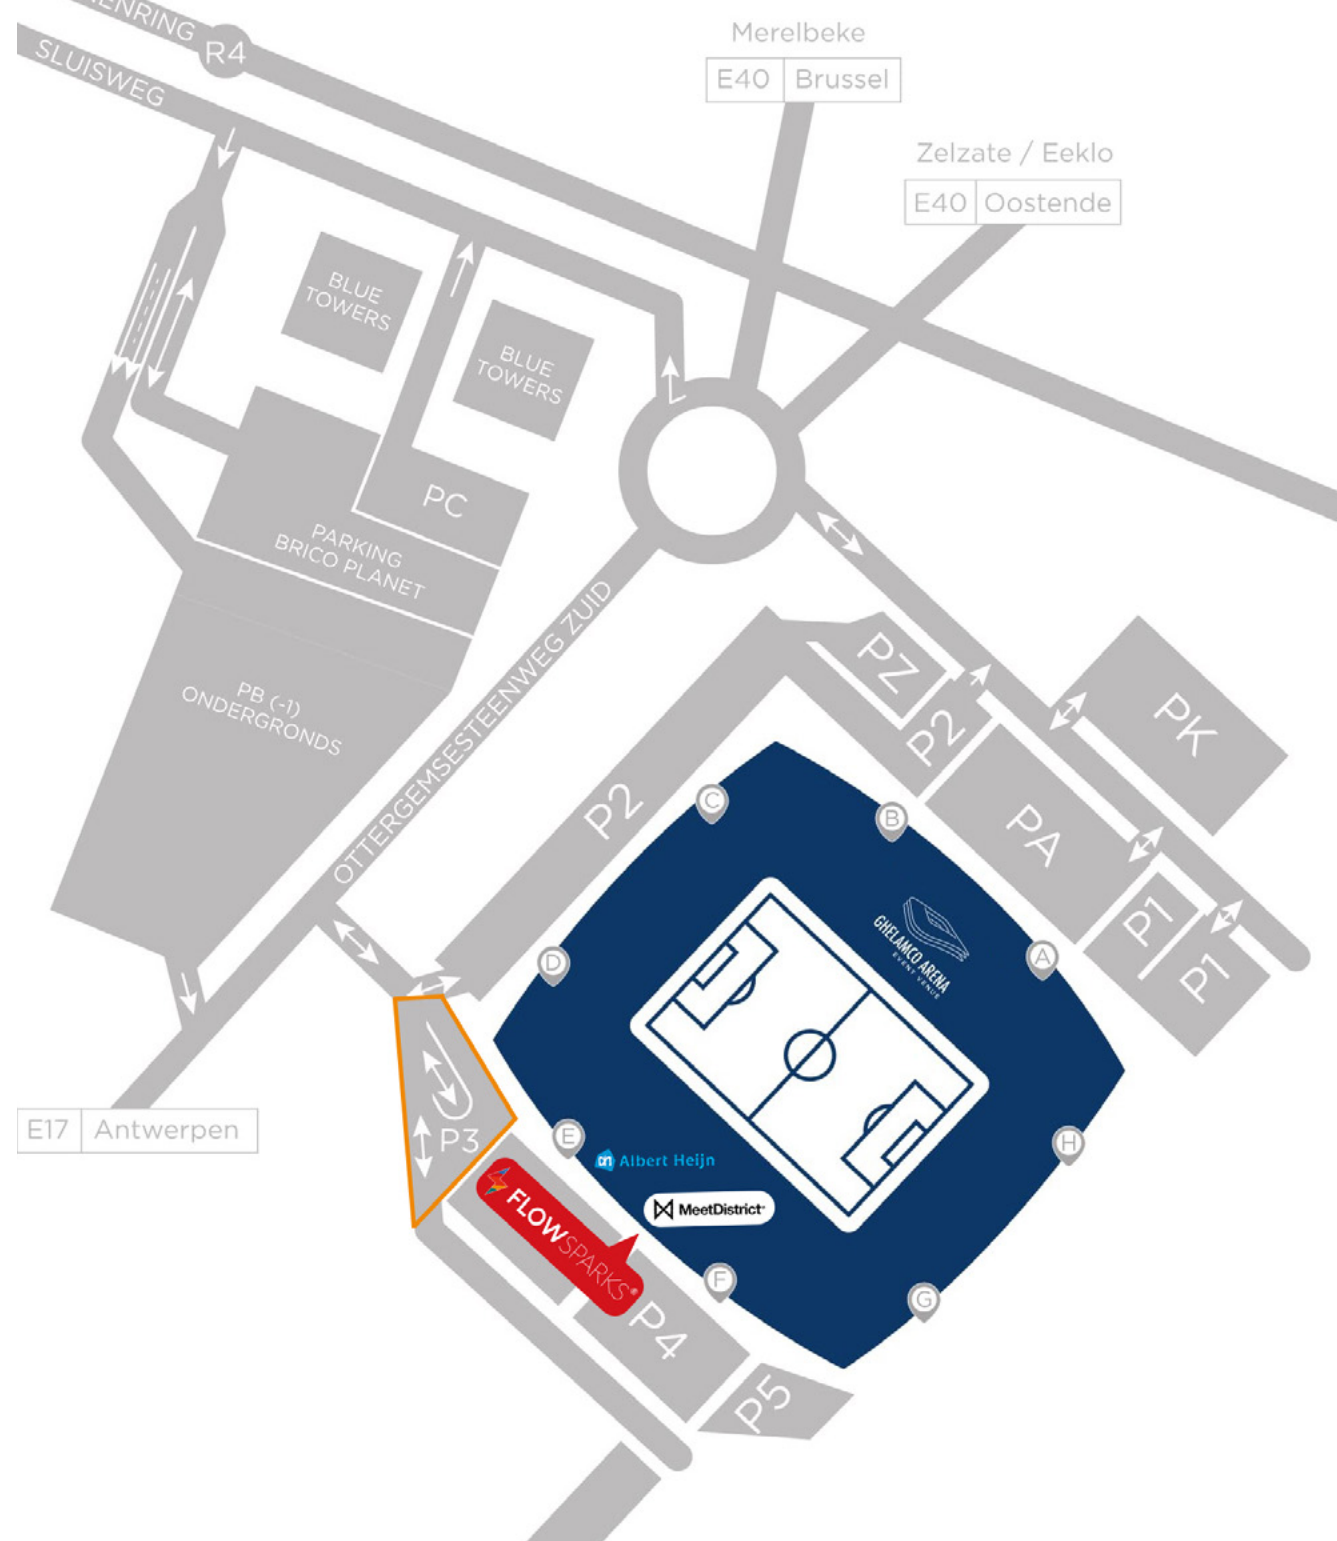 ENRING
R4
SLUISWEG
Merelbeke
E40 Brussel
Zelzate / Eeklo
E40 Oostende
BLUE
TOWERS
BLUE
TOWERS
PC
PARKING
BRICO PLANET
PB (-1)
ONDERGRONDS
OTTERGEMSESTEENWEG ZUID
PZ
P2
PK
P2
PA
P1
P1
C
B
GHELAMCO ARENA
EVENT VENUE
A
D
E17 Antwerpen
P3
E
ah Albert Heijn
H
MeetDistrict
FLOWSPARKS®
F
G
P4
P5